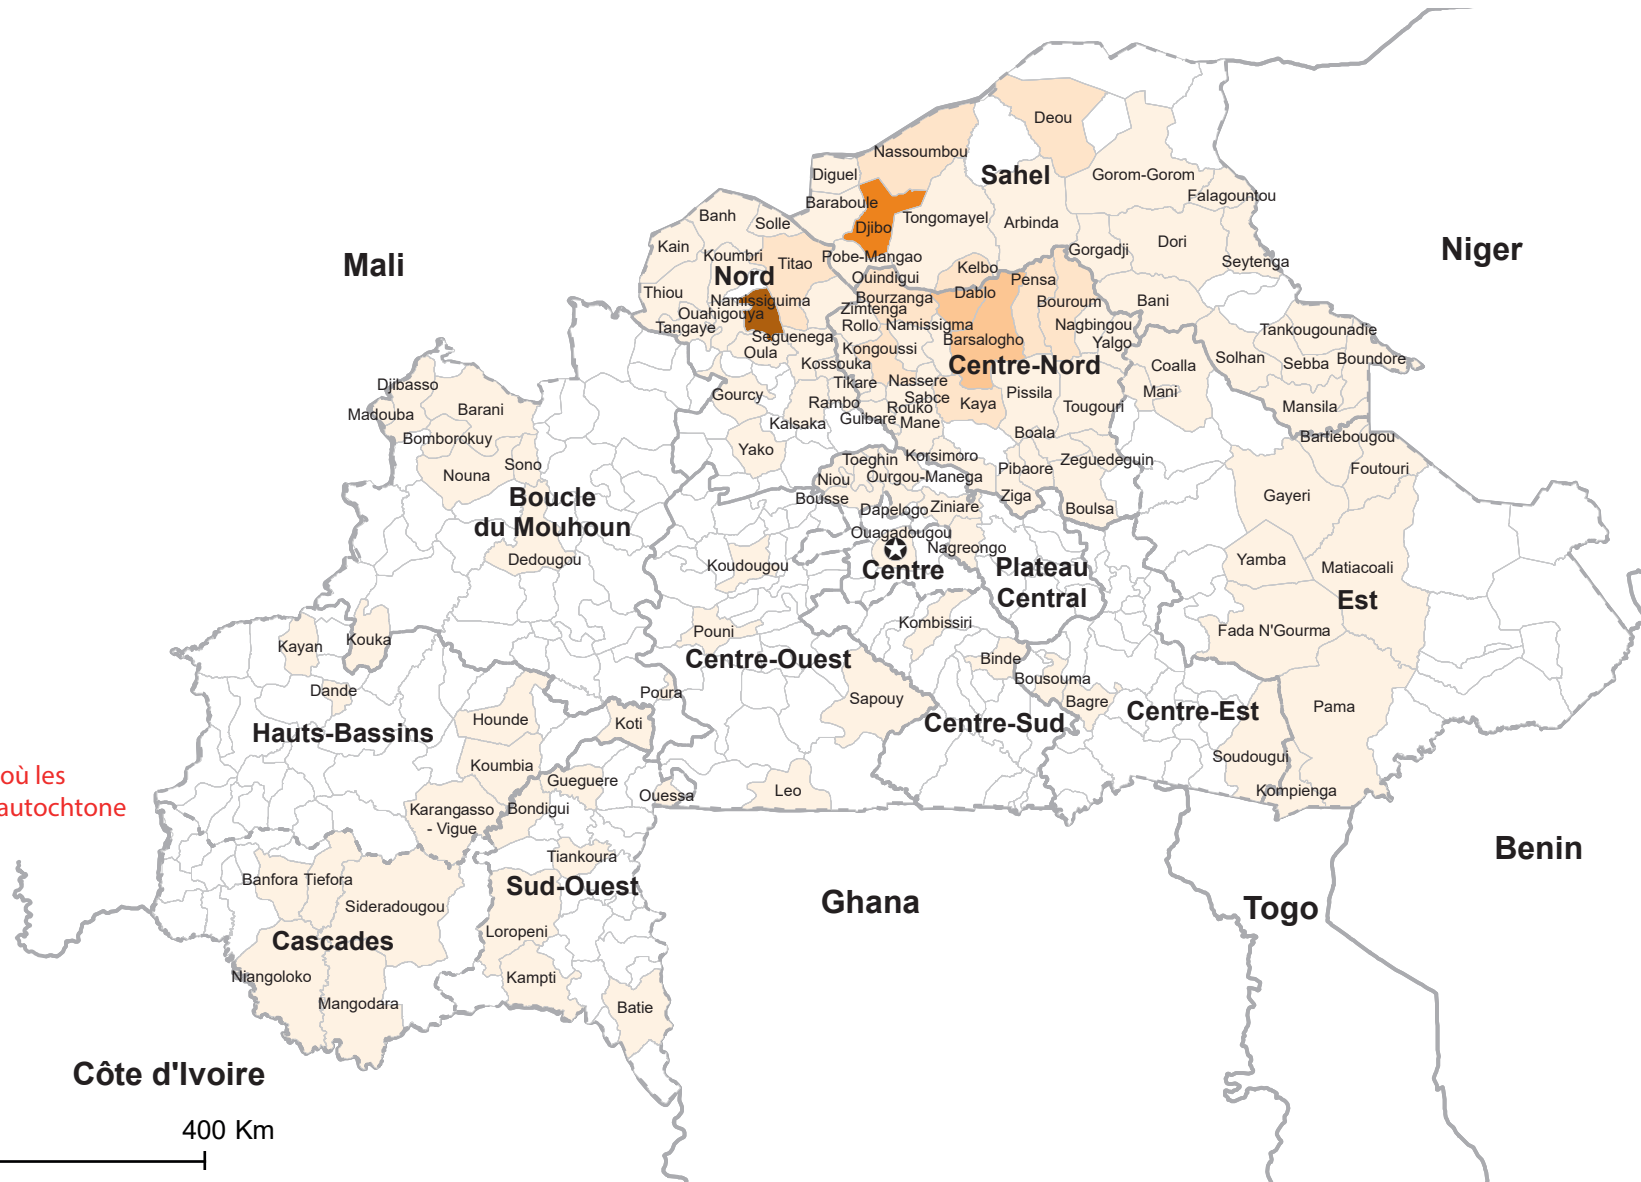 Deou
Nassoumbou
Sahel
Diguel
Gorom-Gorom
Falagountou
Baraboule
Banh
Solle
Djibo
Tongomayel
Arbinda
Dori
Kain
Koumbri
Titao
Pobe-Mangao
Gorgadji
Seytenga
Niger
Mali
Nord
Ouindigui
Kelbo
Pensa
Thiou
Namissiguima
Bourzanga
Dablo
Bouroum
Bani
Ouahigouya
Zimtenga
Tangaye
Rollo
Namissigma
Nagbingou
Tankougounadie
Seguenega
Barsalogho
Yalgo
Oula
Kongoussi
Solhan
Sebba
Boundore
Kossouka
Centre-Nord
Coalla
Djibasso
Tikare
Nassere
Pissila
Mani
Gourcy
Sabce
Madouba
Barani
Rambo
Rouko
Kaya
Tougouri
Mansila
Kalsaka
Guibare
Mane
Bomborokuy
Boala
Bartiebougou
Yako
Toeghin
Korsimoro
Zeguedeguin
Nouna
Sono
Niou
Ourgou-Manega
Pibaore
Foutouri
Boucle
du Mouhoun
Bousse
Ziga
Gayeri
Dapelogo
Ziniare
Boulsa
Ouagadougou
Nagreongo
Dedougou
Koudougou
Centre
Plateau
Central
Yamba
Matiacoali
Est
Kombissiri
Fada N'Gourma
Kayan
Kouka
Pouni
Centre-Ouest
Binde
Bousouma
Dande
Poura
Sapouy
Bagre
Pama
Hounde
Koti
Centre-Sud
Centre-Est
Hauts-Bassins
Koumbia
Soudougui
où les
autochtone
Gueguere
Ouessa
Leo
Kompienga
Karangasso
- Vigue
Bondigui
Benin
Tiankoura
Banfora
Tiefora
Sud-Ouest
Ghana
Togo
Sideradougou
Cascades
Loropeni
Niangoloko
Kampti
Mangodara
Batie
Côte d'Ivoire
400 Km